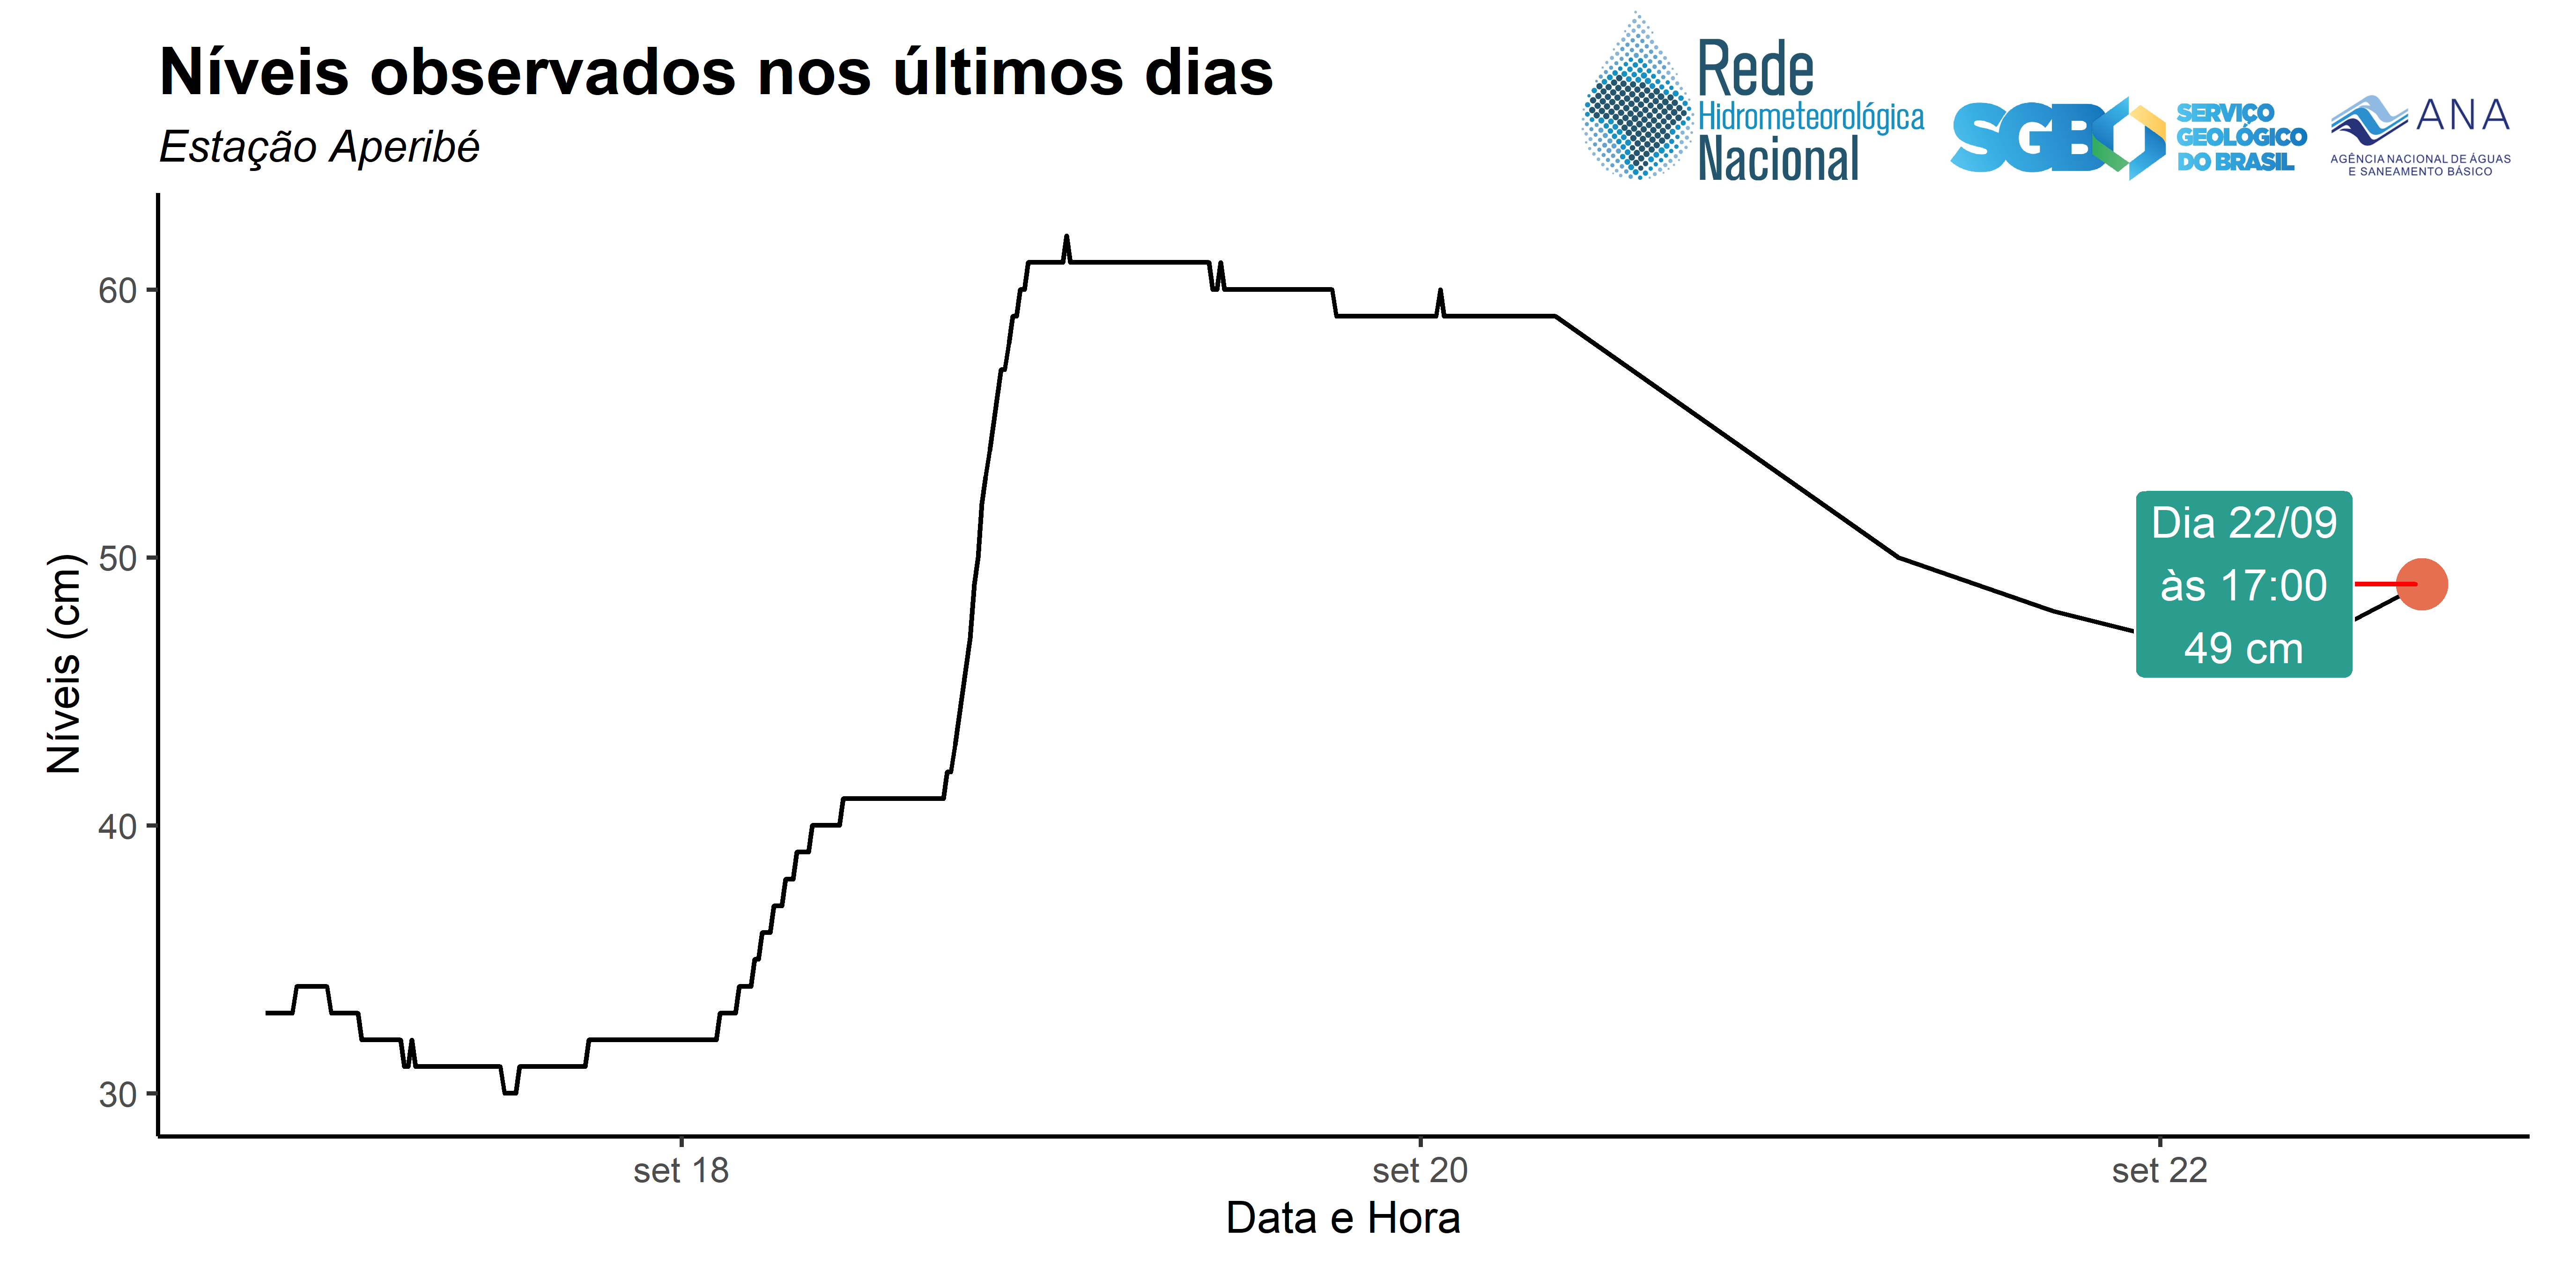 Níveis observados nos últimos dias
Estação Aperibé
Rede
Hidrometeorológica
Nacional
SGB
SERVIÇO
GEOLÓGICO
DO BRASIL
ANA
AGÊNCIA NACIONAL DE ÁGUAS
E SANEAMENTO BÁSICO
Níveis (cm)
60
50
40
30
Dia 22/09
às 17:00
49 cm
set 18
set 20
set 22
Data e Hora